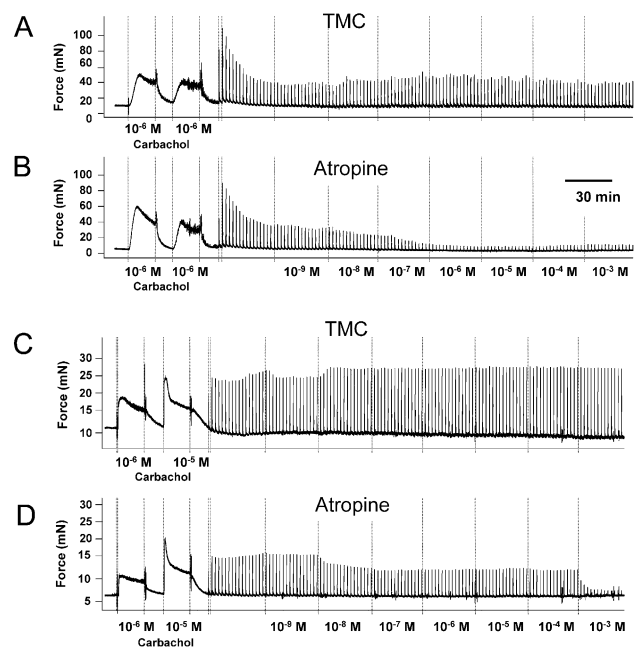 A
TMC
Force (mN)
100
80
60
40
20
0
10⁻⁶ M 10⁻⁶ M
Carbachol
B
Atropine
30 min
Force (mN)
100
80
60
40
20
0
10⁻⁶ M 10⁻⁶ M 10⁻⁹ M 10⁻⁸ M 10⁻⁷ M 10⁻⁶ M 10⁻⁵ M 10⁻⁴ M 10⁻³ M
Carbachol
C
TMC
Force (mN)
30
25
20
15
10
10⁻⁶ M 10⁻⁵ M
Carbachol
D
Atropine
Force (mN)
30
25
20
15
10
5
10⁻⁶ M 10⁻⁵ M 10⁻⁹ M 10⁻⁸ M 10⁻⁷ M 10⁻⁶ M 10⁻⁵ M 10⁻⁴ M 10⁻³ M
Carbachol